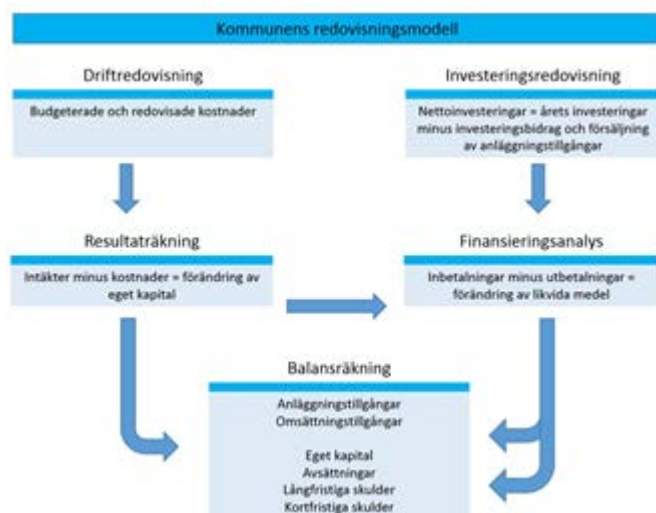 Kommunens redovisningsmodell
Driftredovisning
Budgeterade och redovisade kostnader
Investeringsredovisning
Nettoinvesteringar = årets investeringar
minus investeringsbidrag och försäljning
av anläggningstillgångar
Resultaträkning
Intäkter minus kostnader = förändring av
eget kapital
Finansieringsanalys
Inbetalningar minus utbetalningar =
förändring av likvida medel
Balansräkning
Anläggningstillgångar
Omsättningstillgångar
Eget kapital
Avsättningar
Långfristiga skulder
Kortfristiga skulder